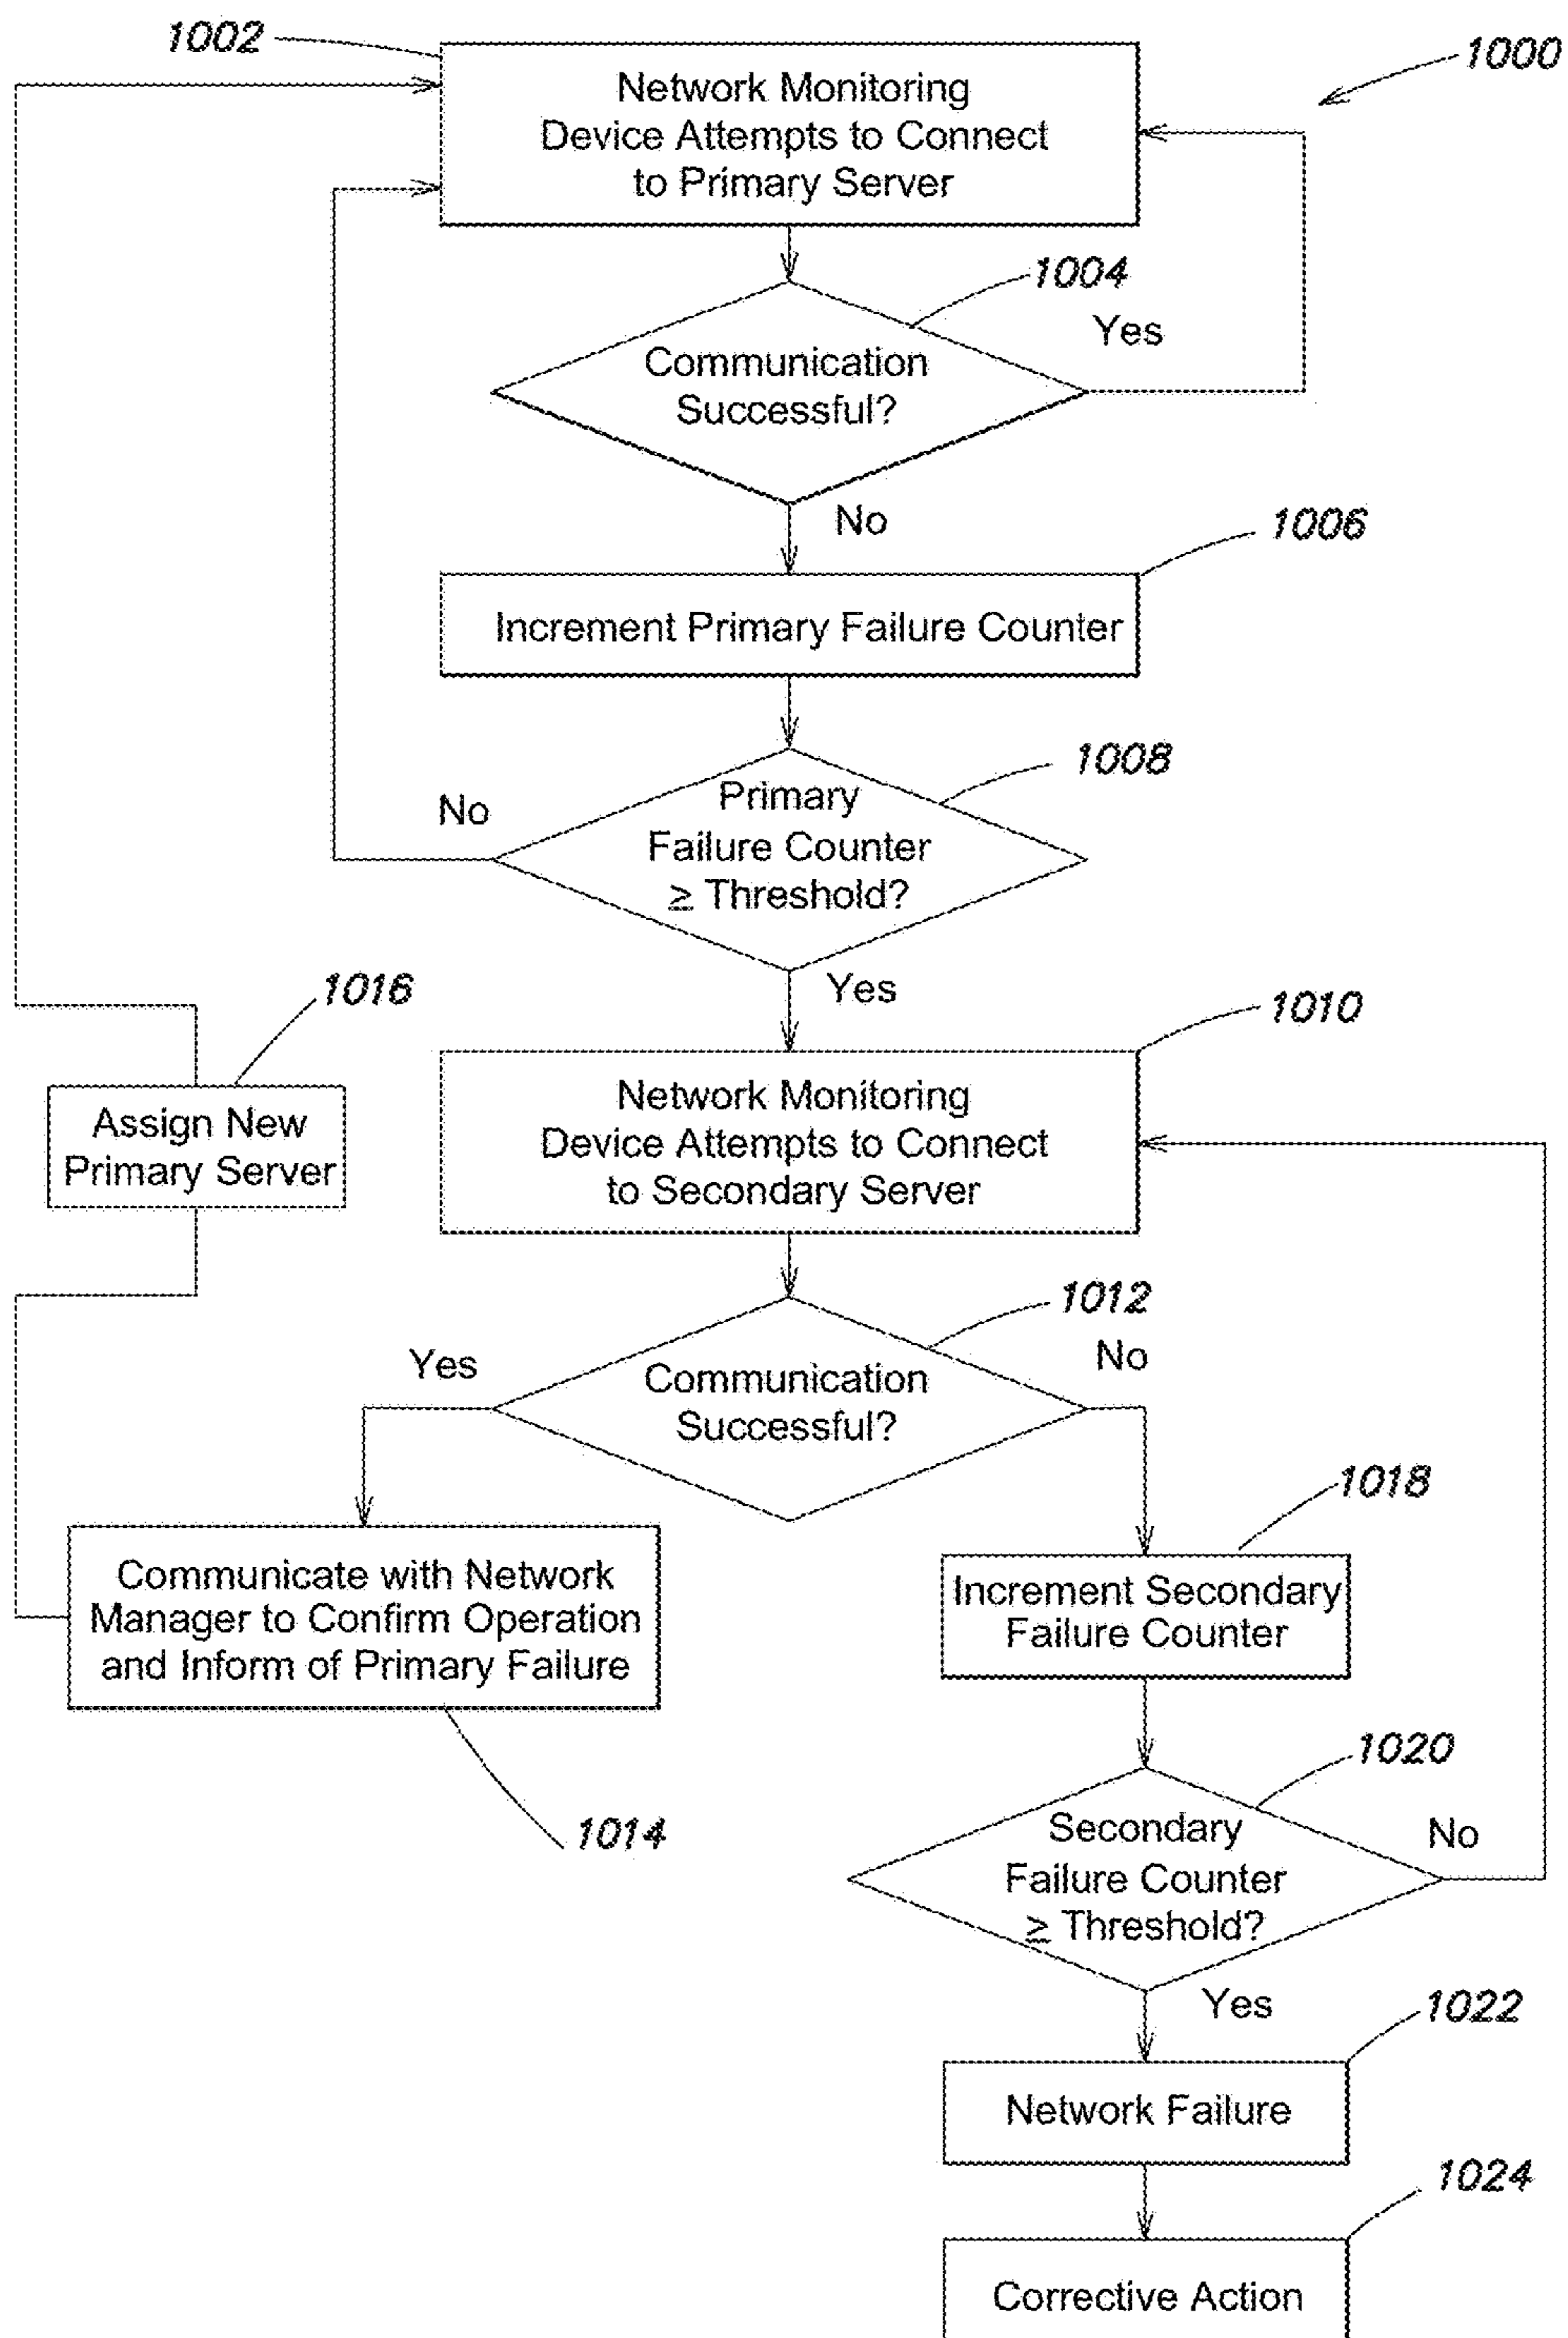 1002
1000
Network Monitoring
Device Attempts to Connect
to Primary Server
1004
Yes
Communication
Successful?
No
1006
Increment Primary Failure Counter
1008
No
Primary
Failure Counter
≥ Threshold?
Yes
1016
1010
Assign New
Primary Server
Network Monitoring
Device Attempts to Connect
to Secondary Server
1012
Yes
No
Communication
Successful?
1018
Communicate with Network
Manager to Confirm Operation
and Inform of Primary Failure
Increment Secondary
Failure Counter
1014
1020
Secondary
Failure Counter
≥ Threshold?
No
Yes
1022
Network Failure
1024
Corrective Action